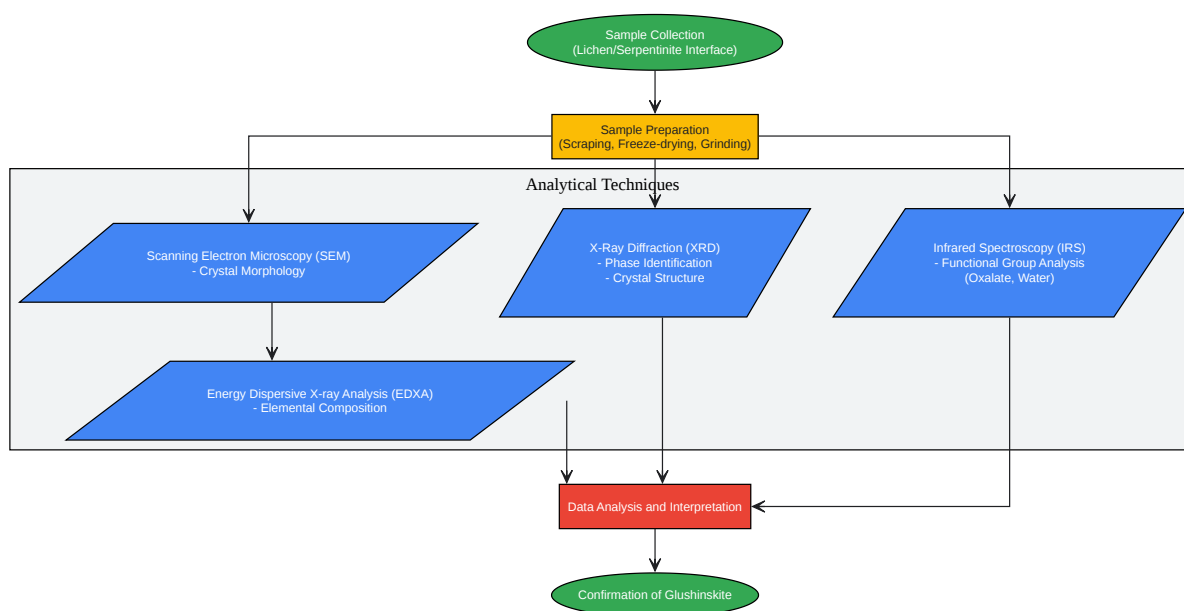 Sample Collection
(Lichen/Serpentinite Interface)
Sample Preparation
(Scraping, Freeze-drying, Grinding)
Analytical Techniques
Scanning Electron Microscopy (SEM)
- Crystal Morphology
X-Ray Diffraction (XRD)
- Phase Identification
- Crystal Structure
Infrared Spectroscopy (IRS)
- Functional Group Analysis
(Oxalate, Water)
Energy Dispersive X-ray Analysis (EDXA)
- Elemental Composition
Data Analysis and Interpretation
Confirmation of Glushinskite